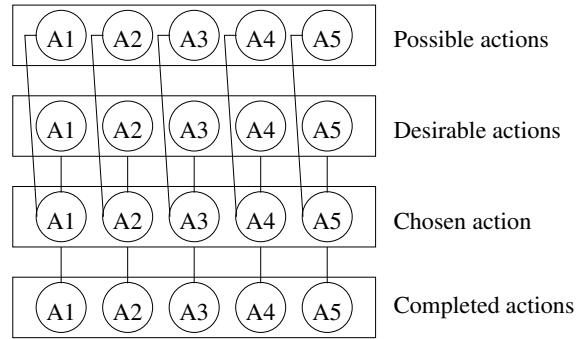 A1 A2 A3 A4 A5 Possible actions
A1 A2 A3 A4 A5 Desirable actions
A1 A2 A3 A4 A5 Chosen action
A1 A2 A3 A4 A5 Completed actions